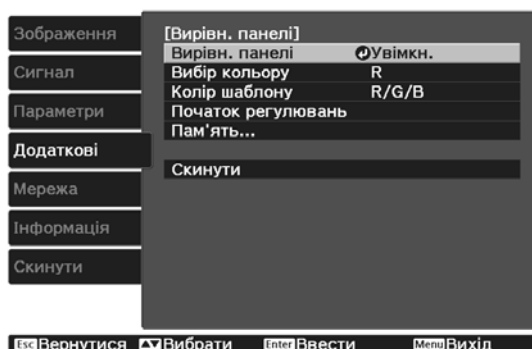 Зображення
Сигнал
Параметри
Додаткові
Мережа
Інформація
Скинути
[Вирівн. панелі]
Вирівн. панелі Увімкн.
Вибір кольору R
Колір шаблону R/G/B
Початок регулювань
Пам'ять...
Скинути
Esc Вернутися Вибрати Enter Ввести Menu Вихід